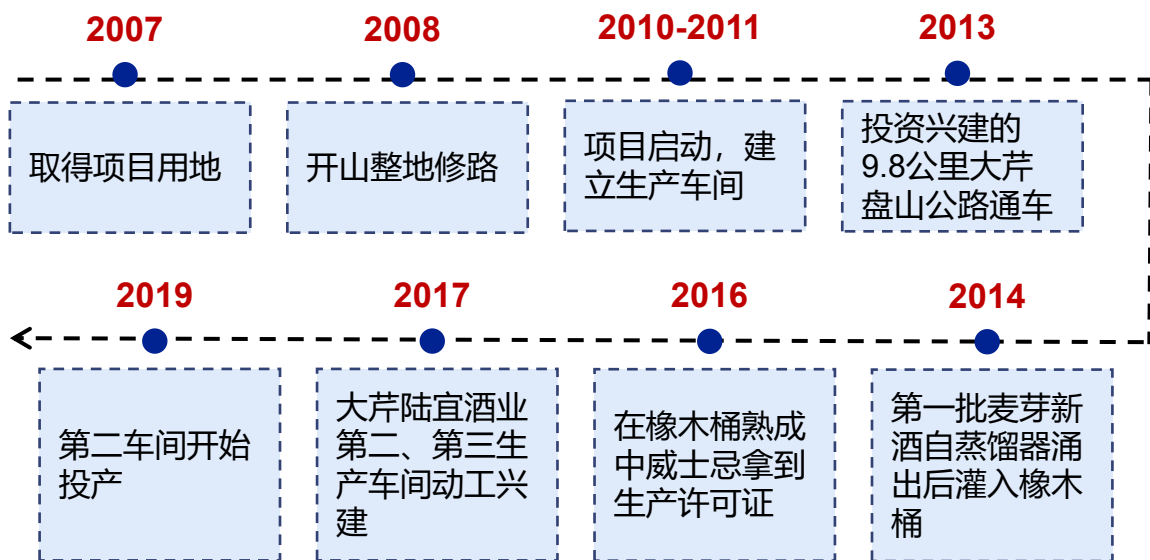 2007
取得项目用地
2008
开山整地修路
2010-2011
项目启动，建
立生产车间
2013
投资兴建的
9.8公里大芹
盘山公路通车
2014
第一批麦芽新
酒自蒸馏器涌
出后灌入橡木
桶
2016
在橡木桶熟成
中威士忌拿到
生产许可证
2017
大芹陆宜酒业
第二、第三生
产车间动工兴
建
2019
第二车间开始
投产